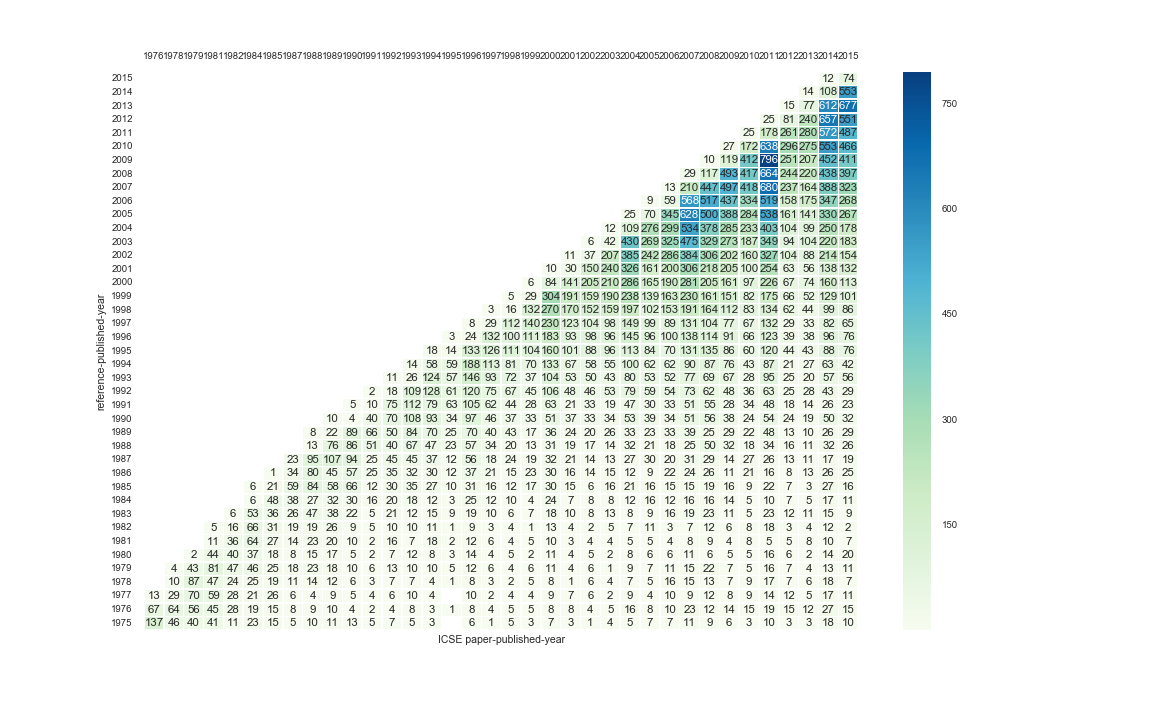 1976 1978 1979 1981 1982 1984 1985 1987 1988 1989 1990 1991 1992 1993 1994 1995 1996 1997 1998 1999 2000 2001 2002 2003 2004 2005 2006 2007 2008 2009 2010 2011 2012 2013 2014 2015
2015 12 74
2014 14 108 553
2013 15 77 612 677
750
2012 25 81 240 657 551
2011 25 178 261 280 572 487
2010 27 172 638 296 275 553 466
2009 10 119 412 796 251 207 452 411
2008 29 117 493 417 664 244 220 438 397
2007 13 210 447 497 418 680 237 164 388 323
2006 9 59 568 517 437 334 519 158 175 347 268
600
2005 25 70 345 628 500 388 284 538 161 141 330 267
2004 12 109 276 299 534 378 285 233 403 104 99 250 178
2003 6 42 430 269 325 475 329 273 187 349 94 104 220 183
2002 11 37 207 385 242 286 384 306 202 160 327 104 88 214 154
2001 10 30 150 240 326 161 200 306 218 205 100 254 63 56 138 132
2000 6 84 141 205 210 286 165 190 281 205 161 97 226 67 74 160 113
1999 5 29 304 191 159 190 238 139 163 230 161 151 82 175 66 52 129 101
1998 3 16 132 270 170 152 159 197 102 153 191 164 112 83 134 62 44 99 86
450
1997 8 29 112 140 230 123 104 98 149 99 89 131 104 77 67 132 29 33 82 65
1996 3 24 132 100 111 183 93 98 96 145 96 100 138 114 91 66 123 39 38 96 76
1995 18 14 133 126 111 104 160 101 88 96 113 84 70 131 135 86 60 120 44 43 88 76
1994 14 58 59 188 113 81 70 133 67 58 55 100 62 62 90 87 76 43 87 21 27 63 42
1993 11 26 124 57 146 93 72 37 104 53 50 43 80 53 52 77 69 67 28 95 25 20 57 56
1992 2 18 109 128 61 120 75 67 45 106 48 46 53 79 59 54 73 62 48 36 63 25 21 50 27
1991 5 10 75 112 79 63 105 62 44 28 63 21 33 19 47 30 33 51 55 28 34 48 18 14 26 23
1990 10 4 40 70 108 93 34 97 46 37 33 51 37 33 34 53 39 34 51 56 38 24 54 24 19 50 32
300
1989 8 22 89 66 50 84 70 25 70 40 43 17 36 24 20 26 33 23 33 39 25 29 22 48 13 10 26 29
1988 13 76 86 51 40 67 47 23 57 34 20 13 31 19 17 14 32 21 18 25 50 32 18 34 16 11 32 26
1987 23 95 107 94 25 45 45 37 12 56 18 24 19 32 21 14 13 27 30 20 31 29 14 27 26 13 11 17 19
1986 1 34 80 45 57 25 35 32 30 12 37 21 15 23 30 16 14 15 12 9 22 24 26 11 21 16 8 13 26 25
1985 6 21 59 84 58 66 12 30 35 27 10 31 16 12 17 30 15 6 16 21 16 15 15 19 16 9 22 7 3 27 16
1984 6 48 38 27 32 30 16 20 18 12 3 25 12 10 4 24 7 8 8 12 16 12 16 16 14 5 10 7 5 17 11
1983 6 53 36 26 47 38 22 5 21 12 15 9 19 10 6 7 18 10 8 13 8 9 16 19 23 11 5 23 12 11 15 9
150
1982 5 16 66 31 19 19 26 9 5 10 10 11 1 9 3 4 1 13 4 2 5 7 11 3 7 12 6 8 18 3 4 12 2
1981 11 36 64 27 14 23 20 10 2 16 7 18 2 12 6 4 5 10 3 4 4 5 5 4 8 9 4 8 5 5 8 10 7
1980 2 44 40 37 18 8 15 17 5 2 7 12 8 3 14 4 5 2 11 4 5 2 8 6 6 11 6 5 5 16 6 2 14 20
1979 4 43 81 47 46 25 18 23 18 10 6 13 10 10 5 12 6 4 6 11 4 6 1 9 7 11 15 22 7 5 16 7 4 13 11
1978 10 87 47 24 25 19 11 14 12 6 3 7 7 4 1 8 3 2 5 8 1 6 4 7 5 16 15 13 7 9 17 7 6 18 7
1977 13 29 70 59 28 21 26 6 4 9 5 4 6 10 4 10 2 4 4 9 7 6 2 9 4 10 9 12 8 9 14 12 5 17 11
1976 67 64 56 45 28 19 15 8 9 10 4 2 4 8 3 1 8 4 5 5 8 8 4 5 16 8 10 23 12 14 15 19 15 12 27 15
1975 137 46 40 41 11 23 15 5 10 11 13 5 7 5 3 6 1 5 3 7 3 1 4 5 7 7 11 9 6 3 10 3 3 18 10
reference-published-year
ICSE paper-published-year